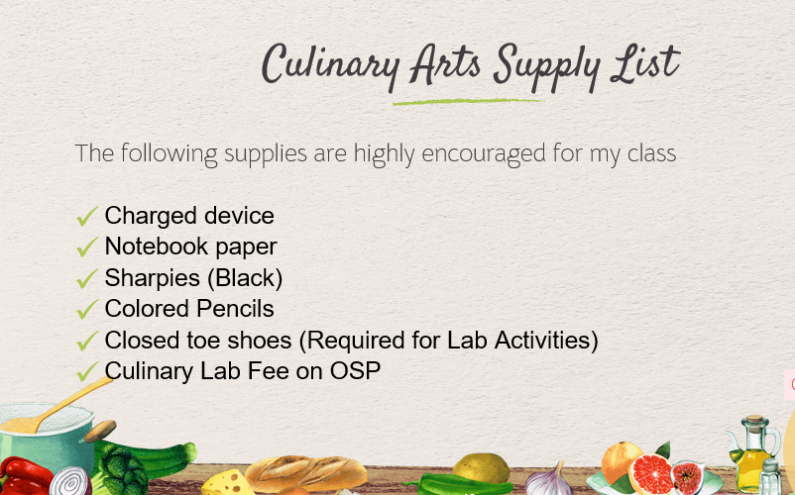 Culinary Arts Supply List
The following supplies are highly encouraged for my class
Charged device
Notebook paper
Sharpies (Black)
Colored Pencils
Closed toe shoes (Required for Lab Activities)
Culinary Lab Fee on OSP